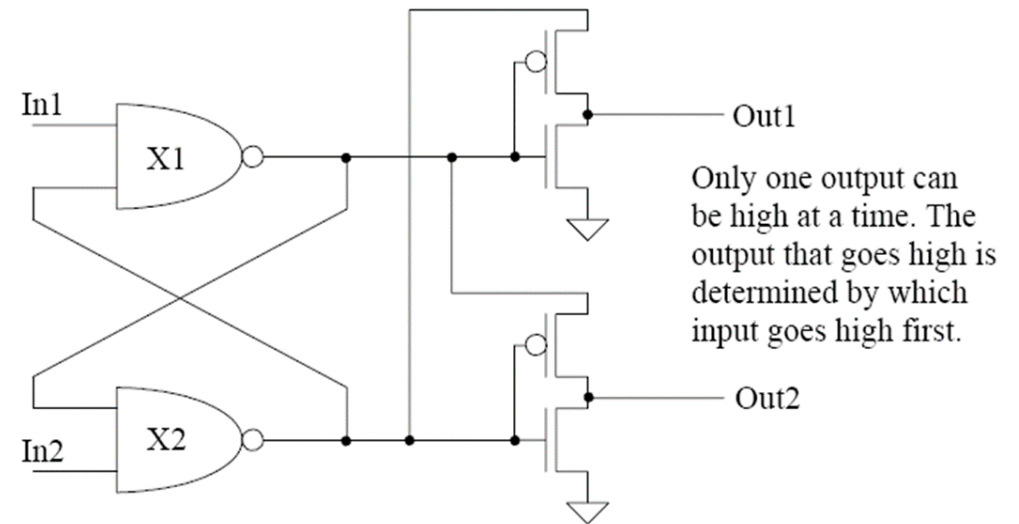 In1
X1
Out1
Only one output can
be high at a time. The
output that goes high is
determined by which
input goes high first.
X2
In2
Out2